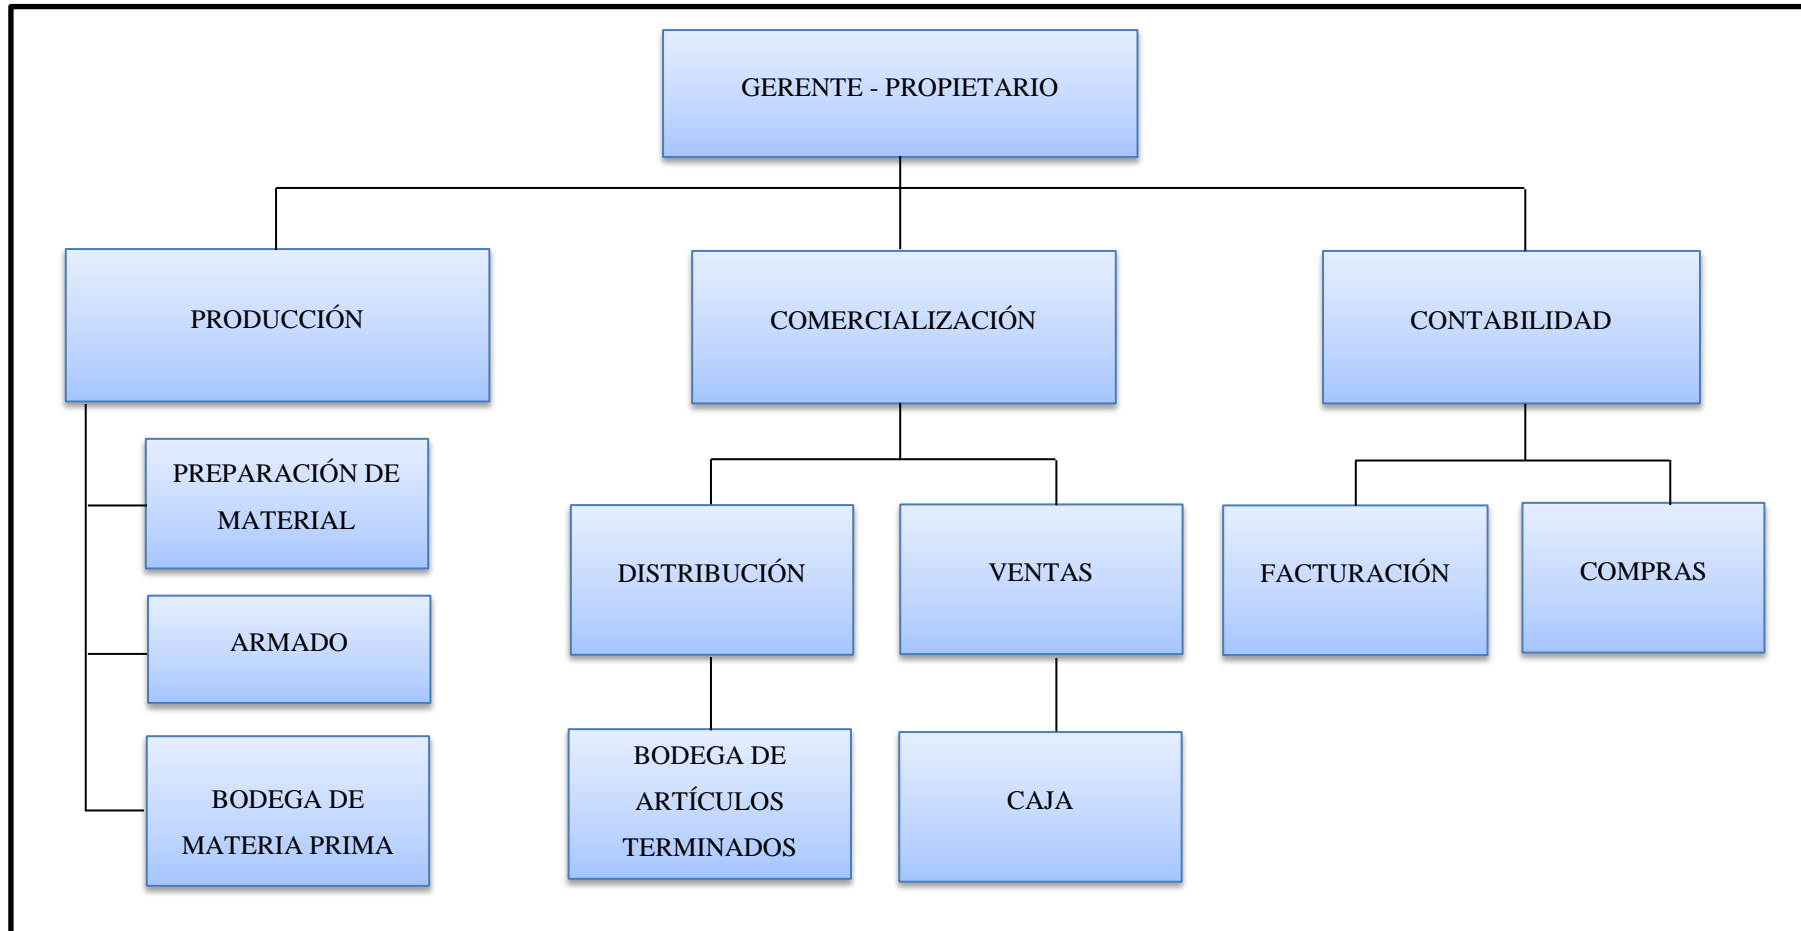 GERENTE - PROPIETARIO
PRODUCCIÓN
COMERCIALIZACIÓN
CONTABILIDAD
PREPARACIÓN DE
MATERIAL
ARMADO
BODEGA DE
MATERIA PRIMA
DISTRIBUCIÓN
VENTAS
FACTURACIÓN
COMPRAS
BODEGA DE
ARTÍCULOS
TERMINADOS
CAJA